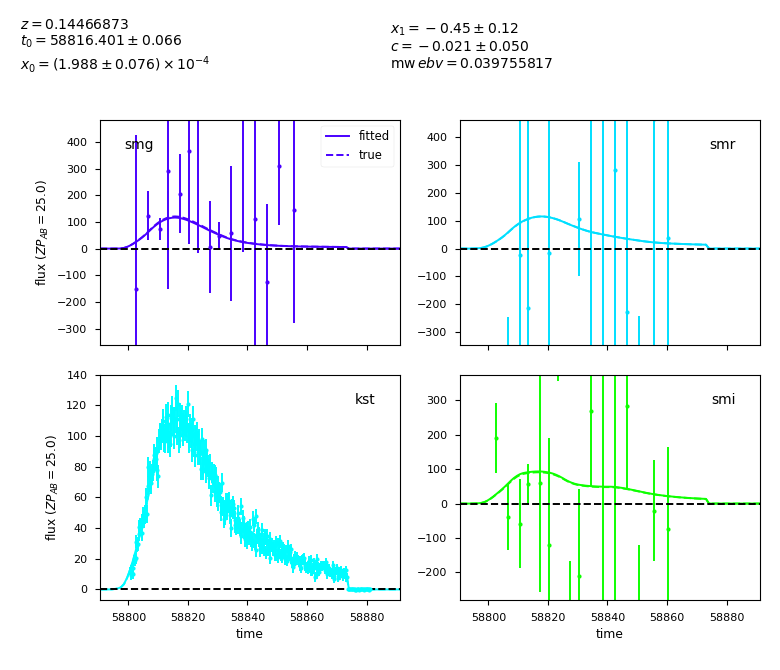 z = 0.14466873
t₀ = 58816.401 ± 0.066
x₀ = (1.988 ± 0.076) × 10⁻⁴
x₁ = −0.45 ± 0.12
c = −0.021 ± 0.050
mw ebv = 0.039755817
smg
fitted
true
400
300
200
100
0
−100
−200
−300
flux (ZP_AB = 25.0)
smr
400
300
200
100
0
−100
−200
−300
kst
140
120
100
80
60
40
20
0
flux (ZP_AB = 25.0)
58800 58820 58840 58860 58880
time
smi
300
200
100
0
−100
−200
58800 58820 58840 58860 58880
time